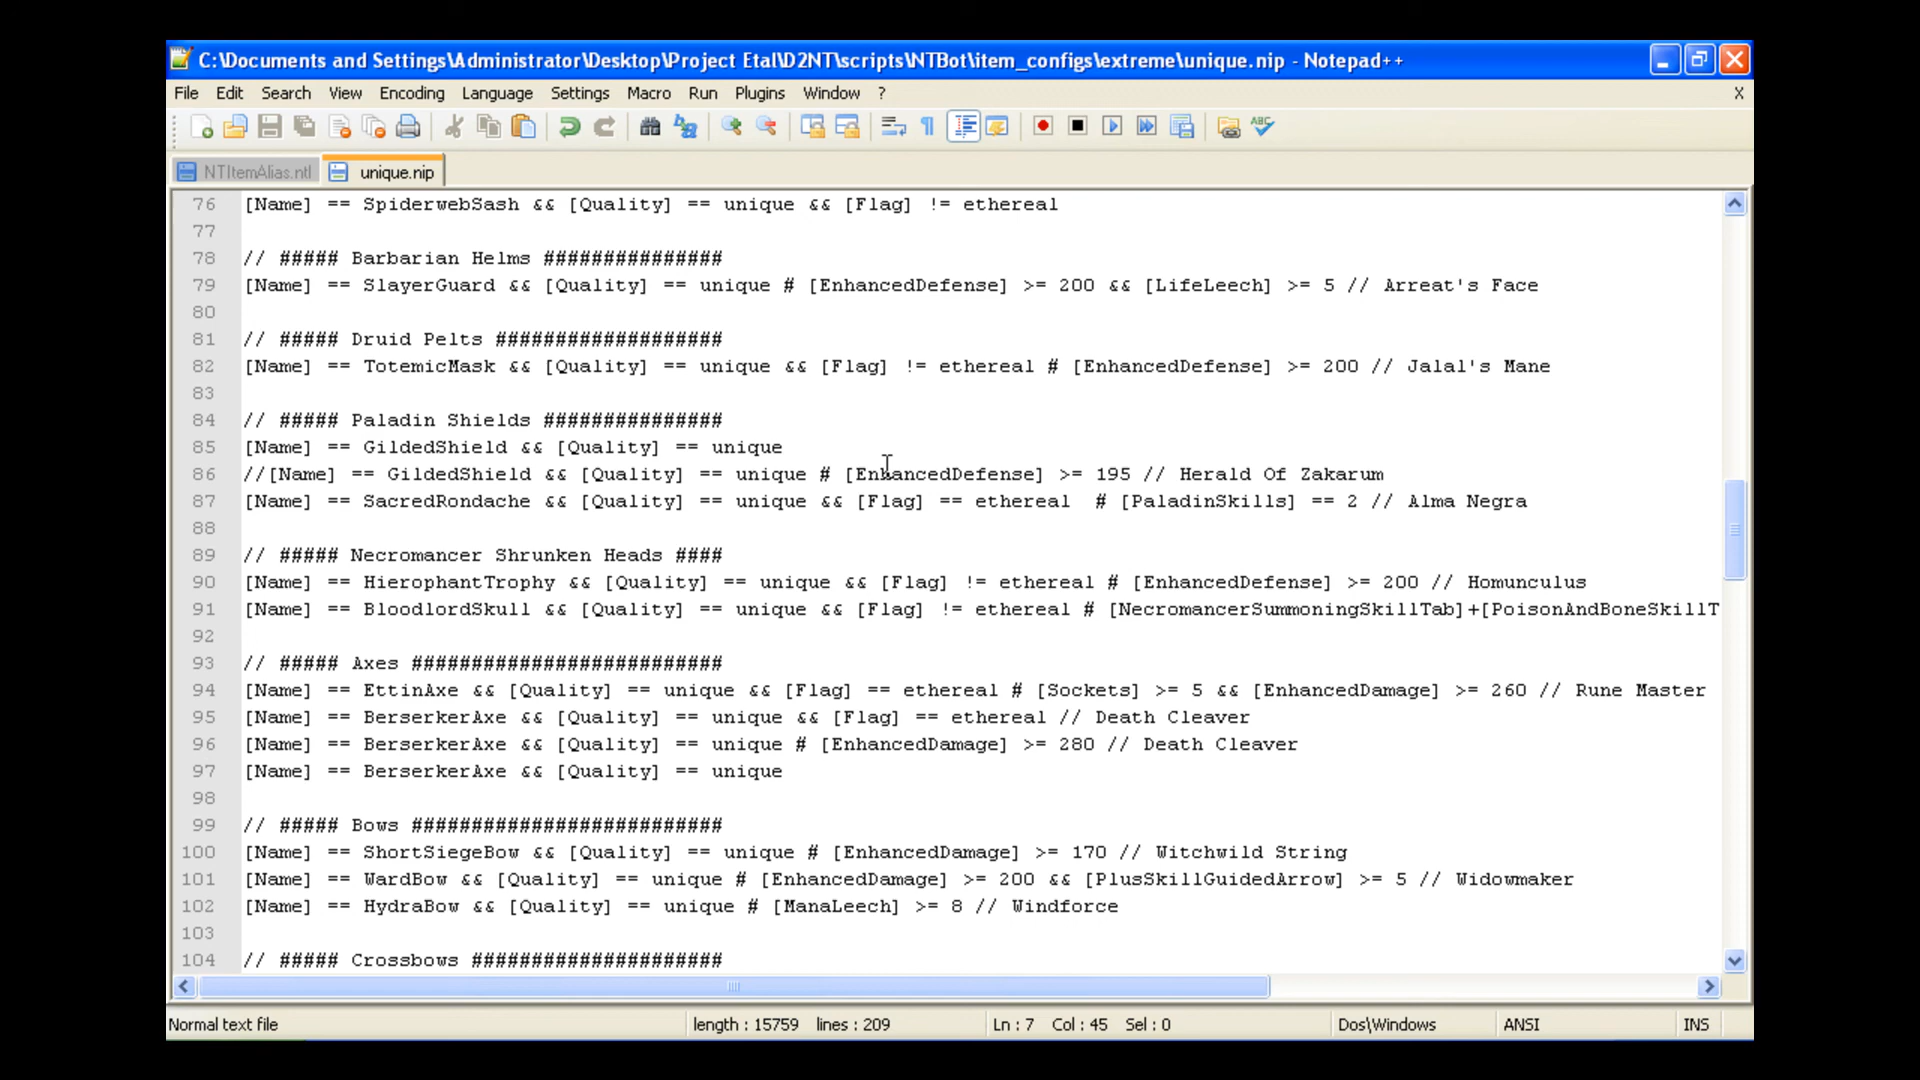 C:\Documents and Settings\Administrator\Desktop\Project Etal\D2NT\scripts\NTBot\item_configs\extreme\unique.nip - Notepad++
File Edit Search View Encoding Language Settings Macro Run Plugins Window ? X
NTItemAlias.ntl unique.nip
76 [Name] == SpiderwebSash && [Quality] == unique && [Flag] != ethereal
77
78 // ##### Barbarian Helms ###############
79 [Name] == SlayerGuard && [Quality] == unique # [EnhancedDefense] >= 200 && [LifeLeech] >= 5 // Arreat's Face
80
81 // ##### Druid Pelts ###################
82 [Name] == TotemicMask && [Quality] == unique && [Flag] != ethereal # [EnhancedDefense] >= 200 // Jalal's Mane
83
84 // ##### Paladin Shields ###############
85 [Name] == GildedShield && [Quality] == unique
86 //[Name] == GildedShield && [Quality] == unique # [EnhancedDefense] >= 195 // Herald Of Zakarum
87 [Name] == SacredRondache && [Quality] == unique && [Flag] == ethereal  # [PaladinSkills] == 2 // Alma Negra
88
89 // ##### Necromancer Shrunken Heads ####
90 [Name] == HierophantTrophy && [Quality] == unique && [Flag] != ethereal # [EnhancedDefense] >= 200 // Homunculus
91 [Name] == BloodlordSkull && [Quality] == unique && [Flag] != ethereal # [NecromancerSummoningSkillTab]+[PoisonAndBoneSkillT
92
93 // ##### Axes ##########################
94 [Name] == EttinAxe && [Quality] == unique && [Flag] == ethereal # [Sockets] >= 5 && [EnhancedDamage] >= 260 // Rune Master
95 [Name] == BerserkerAxe && [Quality] == unique && [Flag] == ethereal // Death Cleaver
96 [Name] == BerserkerAxe && [Quality] == unique # [EnhancedDamage] >= 280 // Death Cleaver
97 [Name] == BerserkerAxe && [Quality] == unique
98
99 // ##### Bows ##########################
100 [Name] == ShortSiegeBow && [Quality] == unique # [EnhancedDamage] >= 170 // Witchwild String
101 [Name] == WardBow && [Quality] == unique # [EnhancedDamage] >= 200 && [PlusSkillGuidedArrow] >= 5 // Widowmaker
102 [Name] == HydraBow && [Quality] == unique # [ManaLeech] >= 8 // Windforce
103
104 // ##### Crossbows #####################
Normal text file length : 15759 lines : 209 Ln : 7 Col : 45 Sel : 0 Dos\Windows ANSI INS